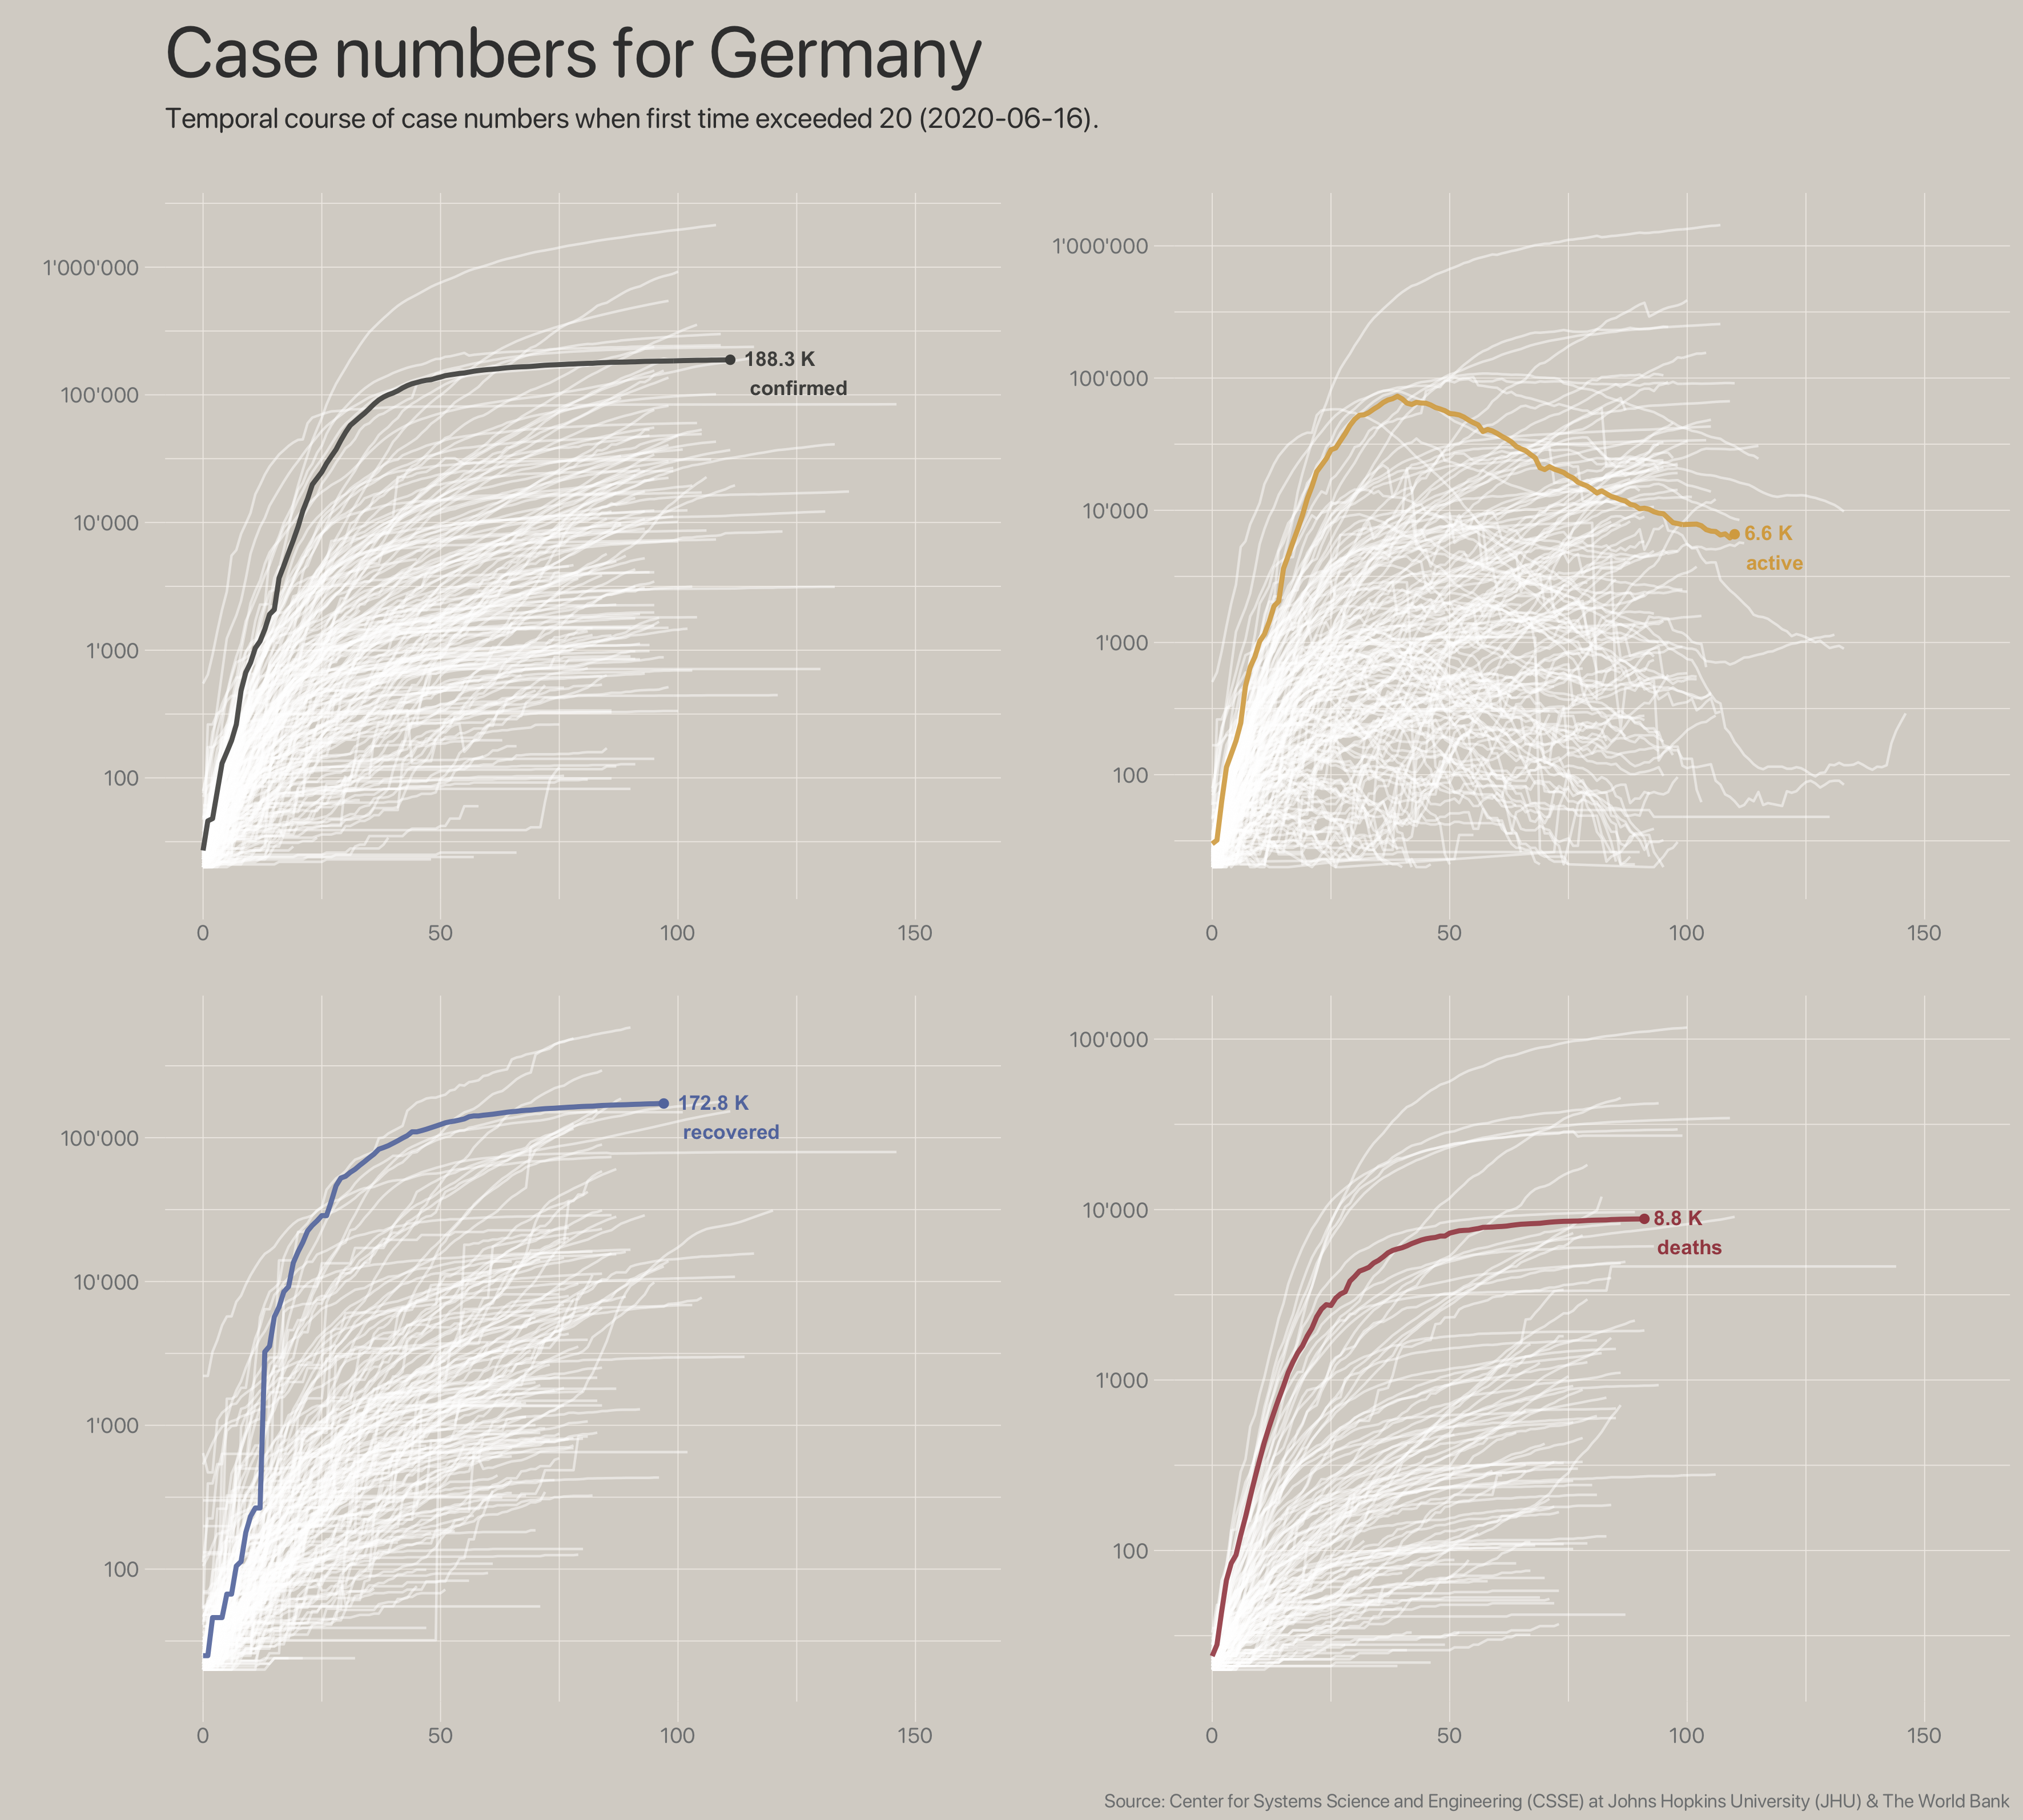 Case numbers for Germany
Temporal course of case numbers when first time exceeded 20 (2020-06-16).
1'000'000
100'000
10'000
1'000
100
188.3 K
confirmed
0 50 100 150
1'000'000
100'000
10'000
1'000
100
6.6 K
active
0 50 100 150
100'000
10'000
1'000
100
172.8 K
recovered
0 50 100 150
100'000
10'000
1'000
100
8.8 K
deaths
0 50 100 150
Source: Center for Systems Science and Engineering (CSSE) at Johns Hopkins University (JHU) & The World Bank